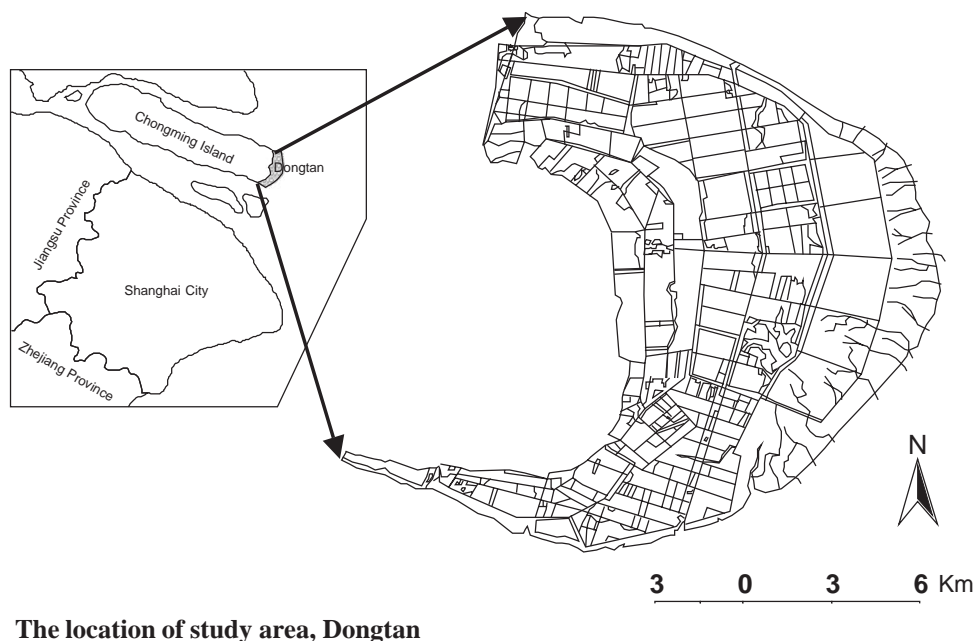 Chongming Island
Dongtan
Jiangsu Province
Shanghai City
Zhejiang Province
N
3 0 3 6 Km
The location of study area, Dongtan